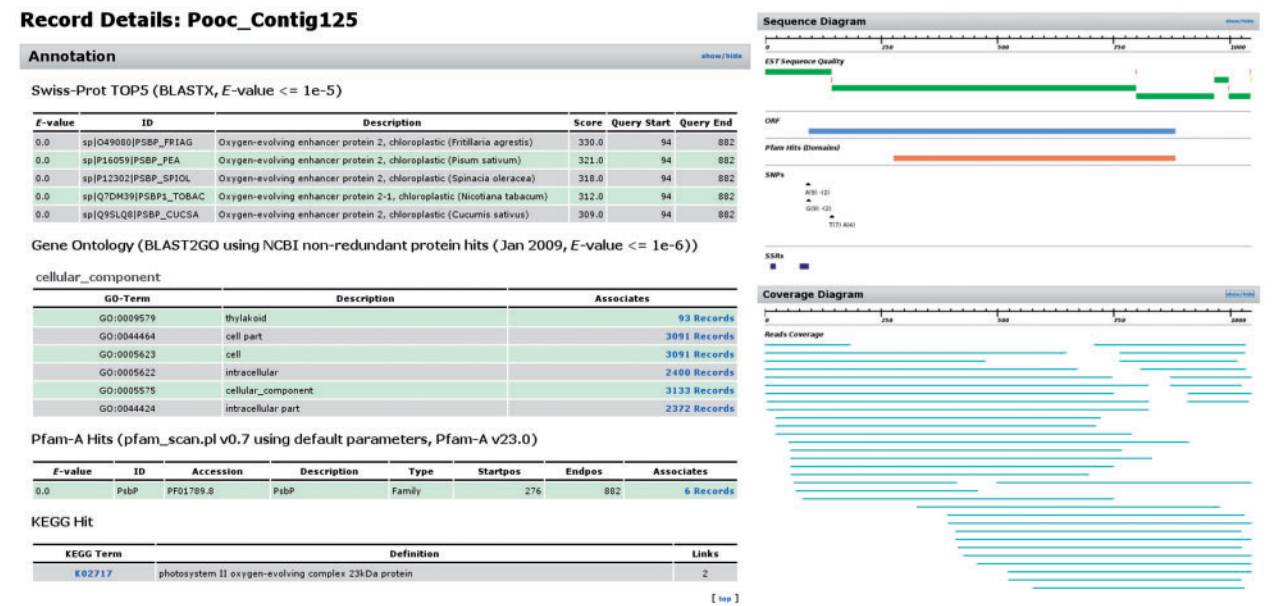 Record Details: Pooc_Contig125
Annotation show/hide
Swiss-Prot TOP5 (BLASTX, E-value <= 1e-5)
E-value ID Description Score Query Start Query End
0.0 sp|O49080|PSBP_FRIAG Oxygen-evolving enhancer protein 2, chloroplastic (Fritillaria agrestis) 330.0 94 882
0.0 sp|P16059|PSBP_PEA Oxygen-evolving enhancer protein 2, chloroplastic (Pisum sativum) 321.0 94 882
0.0 sp|P12302|PSBP_SPIOL Oxygen-evolving enhancer protein 2, chloroplastic (Spinacia oleracea) 318.0 94 882
0.0 sp|Q7DM39|PSBP1_TOBAC Oxygen-evolving enhancer protein 2-1, chloroplastic (Nicotiana tabacum) 312.0 94 882
0.0 sp|Q9SLQ8|PSBP_CUCSA Oxygen-evolving enhancer protein 2, chloroplastic (Cucumis sativus) 309.0 94 882
Gene Ontology (BLAST2GO using NCBI non-redundant protein hits (Jan 2009, E-value <= 1e-6))
cellular_component
GO-Term Description Associates
GO:0009579 thylakoid 93 Records
GO:0044464 cell part 3091 Records
GO:0005623 cell 3091 Records
GO:0005622 intracellular 2400 Records
GO:0005575 cellular_component 3133 Records
GO:0044424 intracellular part 2372 Records
Pfam-A Hits (pfam_scan.pl v0.7 using default parameters, Pfam-A v23.0)
E-value ID Accession Description Type Startpos Endpos Associates
0.0 PsbP PF01789.8 PsbP Family 276 882 6 Records
KEGG Hit
KEGG Term Definition Links
K02717 photosystem II oxygen-evolving complex 23kDa protein 2
[ top ]
Sequence Diagram show/hide
0 250 500 750 1000
EST Sequence Quality
ORF
Pfam Hits (Domains)
SNPs
A(9) -(2)
G(9) -(2)
T(7) A(4)
SSRs
Coverage Diagram show/hide
0 250 500 750 1000
Reads Coverage